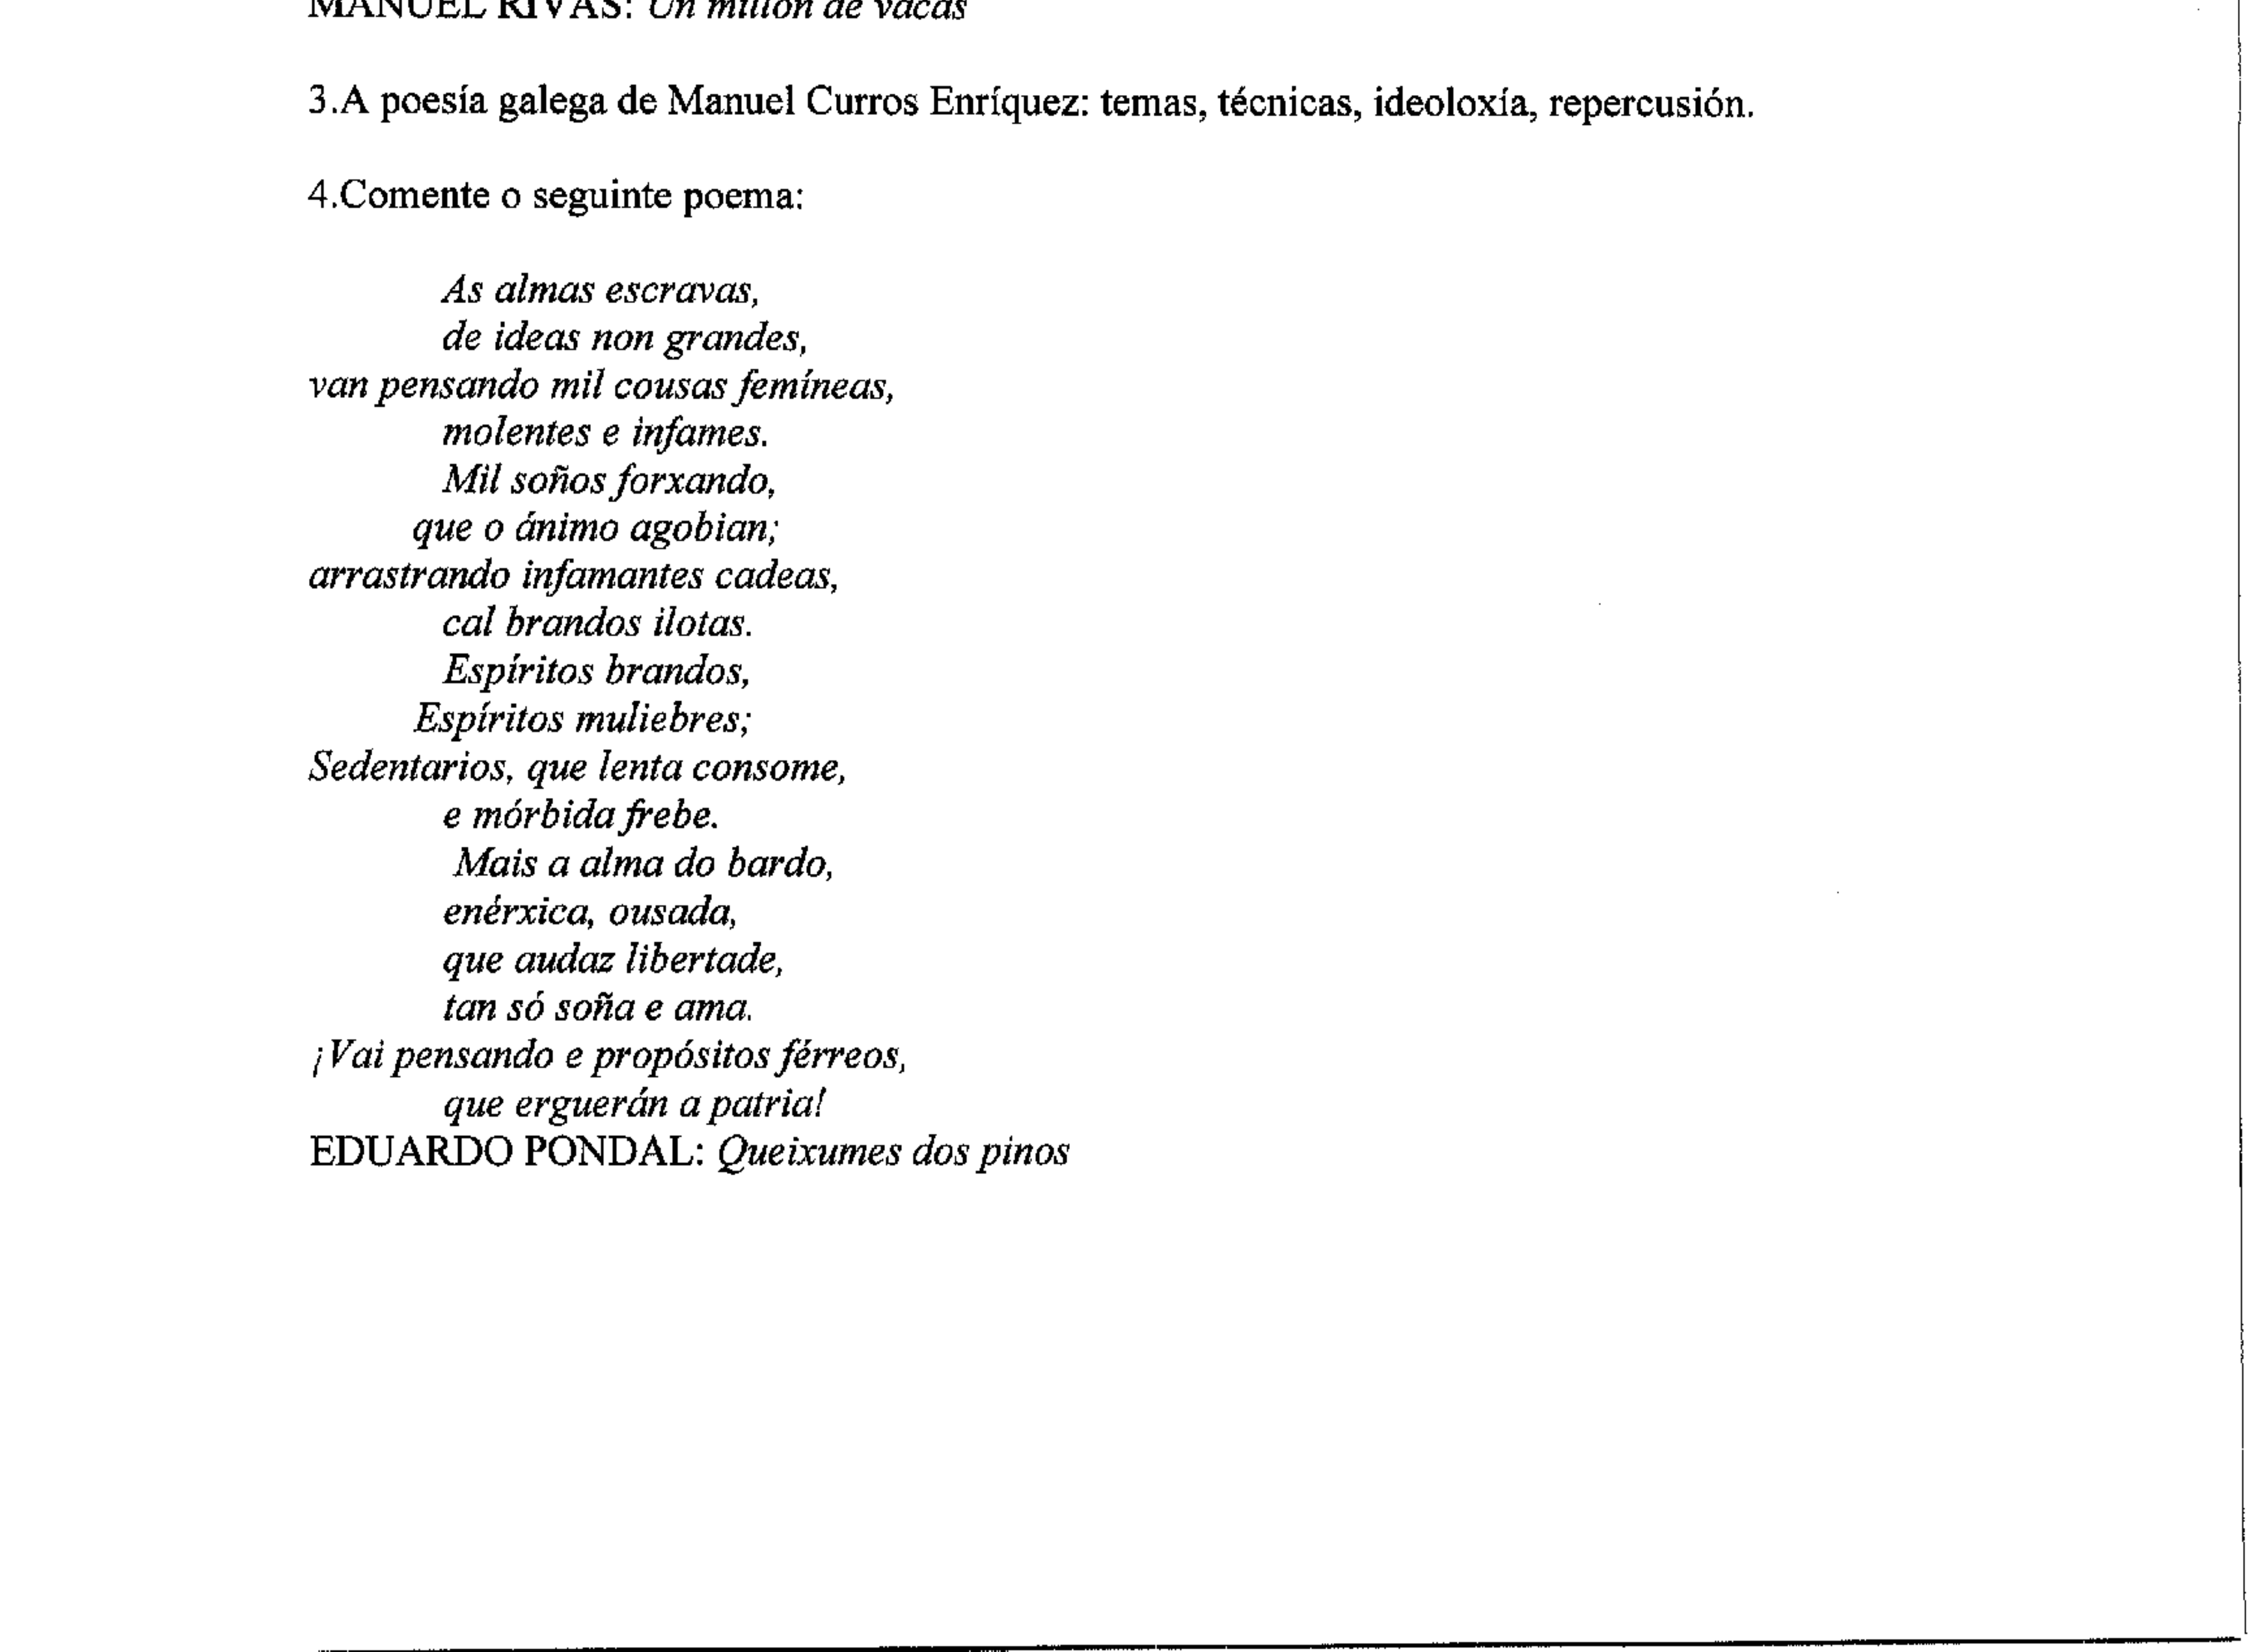 MANUEL RIVAS: Un millón de vacas
3.A poesía galega de Manuel Curros Enríquez: temas, técnicas, ideoloxía, repercusión.
4.Comente o seguinte poema:
As almas escravas,
de ideas non grandes,
van pensando mil cousas femíneas,
molentes e infames.
Mil soños forxando,
que o ánimo agobian;
arrastrando infamantes cadeas,
cal brandos ilotas.
Espíritos brandos,
Espíritos muliebres;
Sedentarios, que lenta consome,
e mórbida frebe.
Mais a alma do bardo,
enérxica, ousada,
que audaz libertade,
tan só soña e ama.
¡Vai pensando e propósitos férreos,
que erguerán a patria!
EDUARDO PONDAL: Queixumes dos pinos